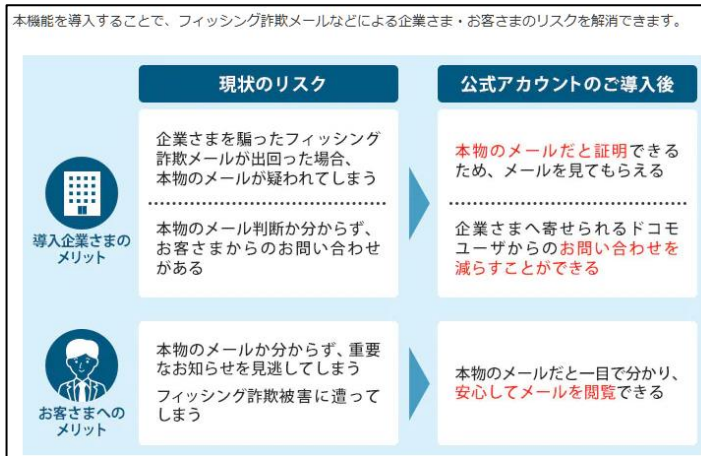 本機能を導入することで、フィッシング詐欺メールなどによる企業さま・お客さまのリスクを解消できます。
現状のリスク
公式アカウントのご導入後
導入企業さまの
メリット
企業さまを騙ったフィッシング
詐欺メールが出回った場合、
本物のメールが疑われてしまう
本物のメールだと証明できる
ため、メールを見てもらえる
本物のメール判断か分からず、
お客さまからのお問い合わせ
がある
企業さまへ寄せられるドコモ
ユーザからのお問い合わせを
減らすことができる
お客さまへの
メリット
本物のメールか分からず、重要
なお知らせを見逃してしまう
フィッシング詐欺被害に遭って
しまう
本物のメールだと一目で分かり、
安心してメールを閲覧できる